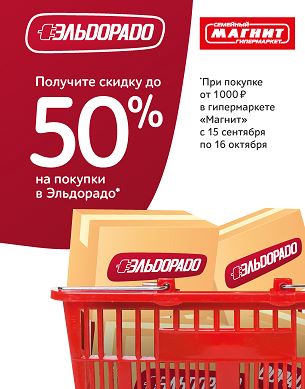 ЭЛЬДОРАДО
СЕМЕЙНЫЙ
МАГНИТ
ГИПЕРМАРКЕТ
Получите скидку до
50%
на покупки
в Эльдорадо*
*При покупке
от 1000 ₽
в гипермаркете
«Магнит»
с 15 сентября
по 16 октября
ЭЛЬДОРАДО
ЭЛЬДОРАДО